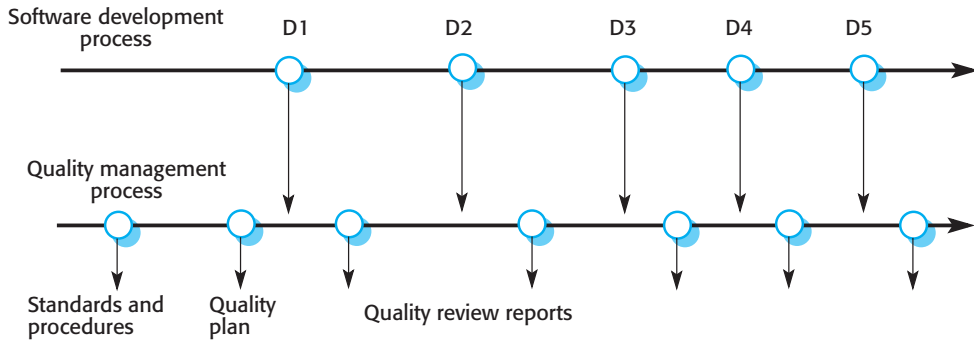 Software development
process
D1
D2
D3
D4
D5
Quality management
process
Standards and
procedures
Quality
plan
Quality review reports